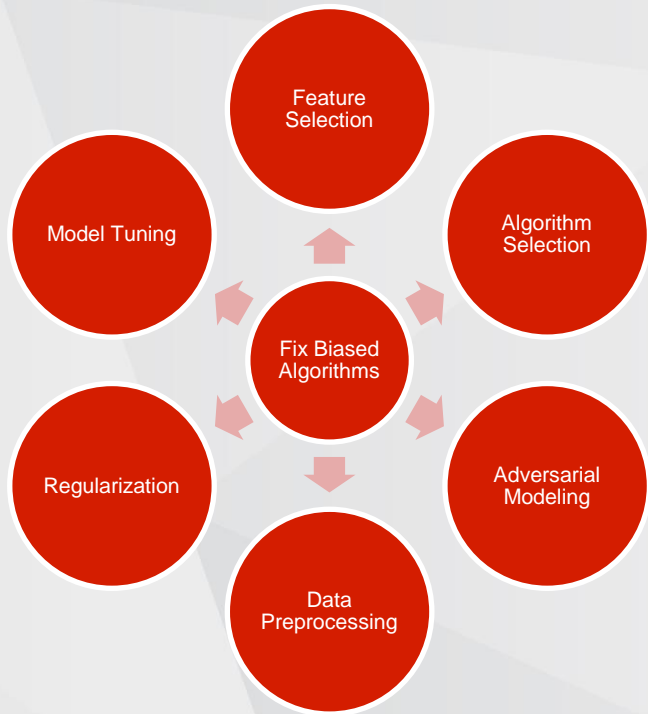 Feature
Selection
Model Tuning
Algorithm
Selection
Fix Biased
Algorithms
Regularization
Adversarial
Modeling
Data
Preprocessing